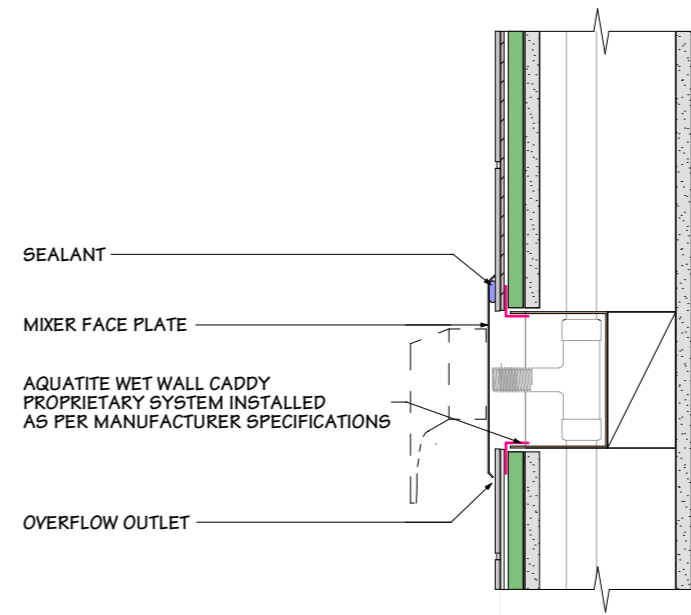 SEALANT
MIXER FACE PLATE
AQUATITE WET WALL CADDY
PROPRIETARY SYSTEM INSTALLED
AS PER MANUFACTURER SPECIFICATIONS
OVERFLOW OUTLET